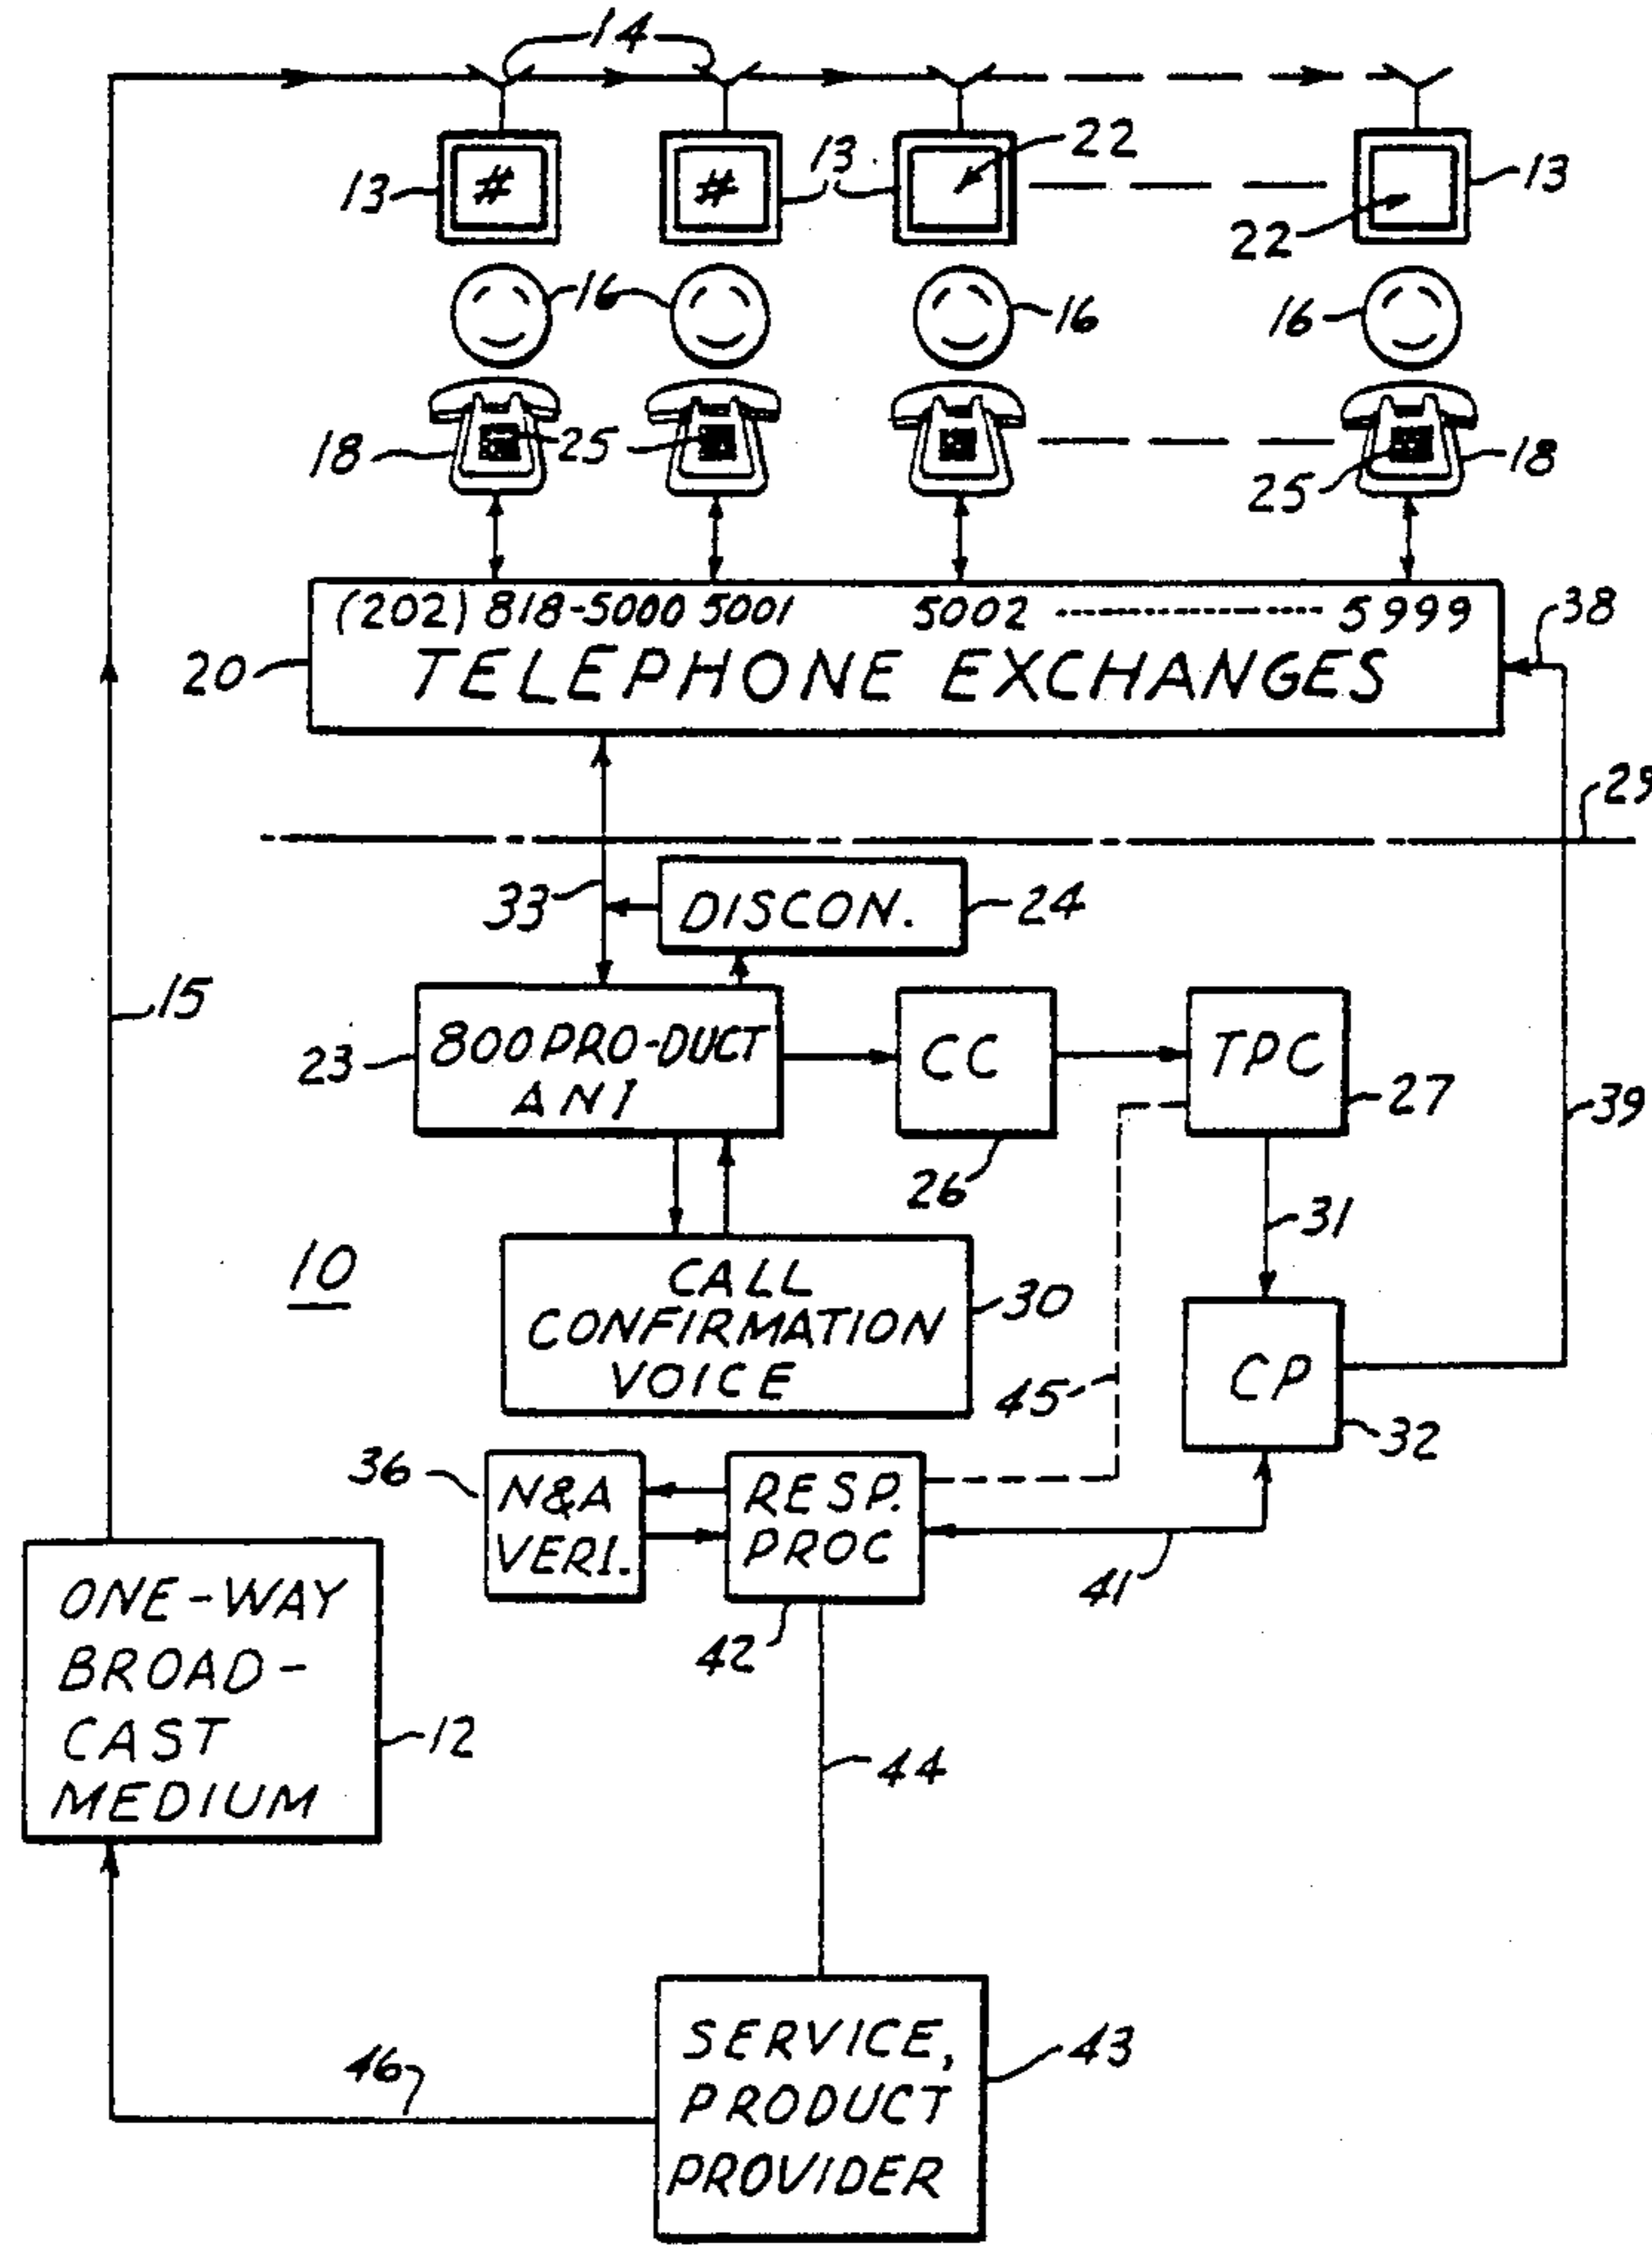 14
13 # # 13 22 13
22
16 16 16
18 25 25 18
(202) 818-5000 5001 5002 ---------- 5999
38
20 TELEPHONE EXCHANGES
29
33 DISCON. 24
15
23 800 PRO-DUCT
ANI
CC
TPC
27
39
26
31
10
CALL
CONFIRMATION
VOICE
30
45
CP
32
36 N&A
VERI.
RESP.
PROC
41
42
ONE-WAY
BROAD-
CAST
MEDIUM
12
44
46
SERVICE,
PRODUCT
PROVIDER
43